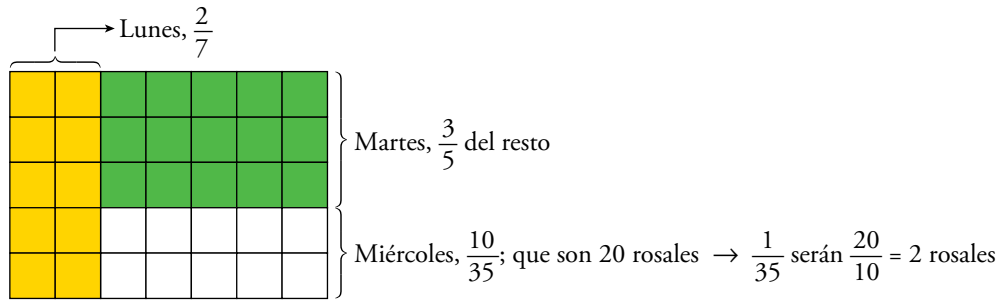 Lunes, 2/7
Martes, 3/5 del resto
Miércoles, 10/35; que son 20 rosales → 1/35 serán 20/10 = 2 rosales